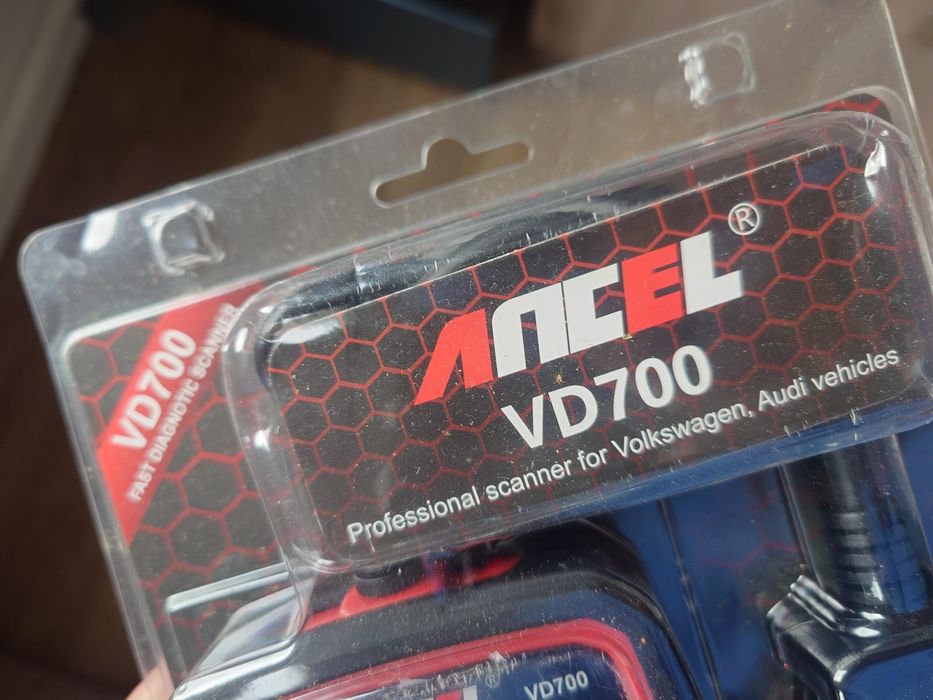 ANCEL®
VD700
Professional scanner for Volkswagen, Audi vehicles
VD700
FAST DIAGNOTIC SCANNER
®
VD700